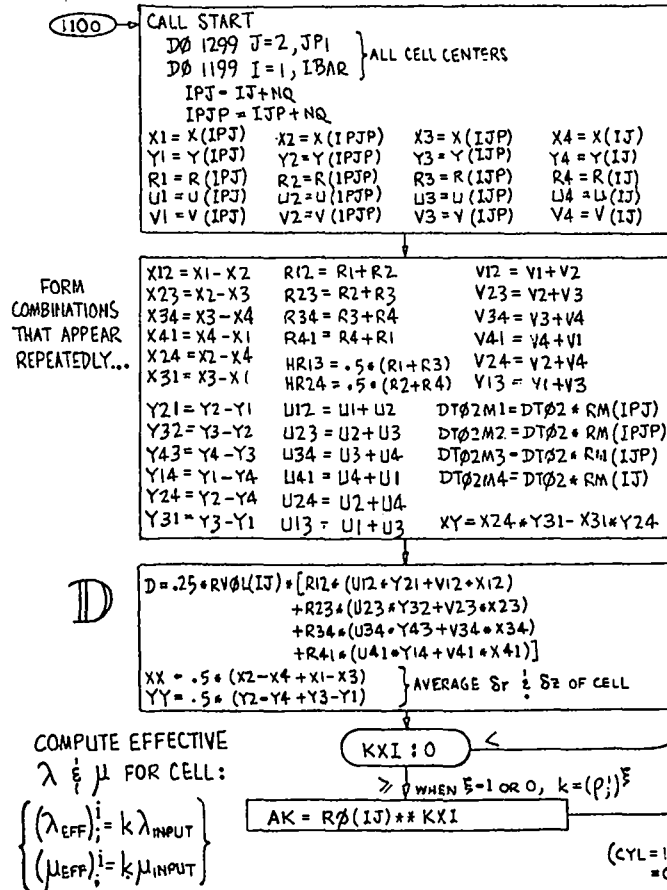 1100
CALL START
DØ 1299 J=2, JP1
DØ 1199 I=1, IBAR
ALL CELL CENTERS
IPJ = IJ+NQ
IPJP = IJP+NQ
X1 = X(IPJ) X2 = X(IPJP) X3 = X(IJP) X4 = X(IJ)
Y1 = Y(IPJ) Y2 = Y(IPJP) Y3 = Y(IJP) Y4 = Y(IJ)
R1 = R(IPJ) R2 = R(IPJP) R3 = R(IJP) R4 = R(IJ)
U1 = U(IPJ) U2 = U(IPJP) U3 = U(IJP) U4 = U(IJ)
V1 = V(IPJ) V2 = V(IPJP) V3 = V(IJP) V4 = V(IJ)
FORM
COMBINATIONS
THAT APPEAR
REPEATEDLY...
X12 = X1-X2 R12 = R1+R2 V12 = V1+V2
X23 = X2-X3 R23 = R2+R3 V23 = V2+V3
X34 = X3-X4 R34 = R3+R4 V34 = V3+V4
X41 = X4-X1 R41 = R4+R1 V41 = V4+V1
X24 = X2-X4 HR13 = .5*(R1+R3) V24 = V2+V4
X31 = X3-X1 HR24 = .5*(R2+R4) V13 = V1+V3
Y21 = Y2-Y1 U12 = U1+U2 DTØ2M1=DTØ2* RM(IPJ)
Y32 = Y3-Y2 U23 = U2+U3 DTØ2M2=DTØ2* RM(IPJP)
Y43 = Y4-Y3 U34 = U3+U4 DTØ2M3=DTØ2* RM(IJP)
Y14 = Y1-Y4 U41 = U4+U1 DTØ2M4=DTØ2* RM(IJ)
Y24 = Y2-Y4 U24 = U2+U4
Y31 = Y3-Y1 U13 = U1+U3 XY=X24*Y31-X31*Y24
D
D=.25*RVØL(IJ)*[R12*(U12*Y21+V12*X12)
+R23*(U23*Y32+V23*X23)
+R34*(U34*Y43+V34*X34)
+R41*(U41*Y14+V41*X41)]
XX = .5*(X2-X4+X1-X3)
YY = .5*(Y2-Y4+Y3-Y1)
AVERAGE δr & δz OF CELL
COMPUTE EFFECTIVE
λ & μ FOR CELL:
KXI : 0
<
≥ WHEN ξ=1 OR 0, k=(ρ_i^j)^ξ
(λ_EFF)_i^j = k λ_INPUT
(μ_EFF)_i^j = k μ_INPUT
AK = RØ(IJ)** KXI
(CYL=1
=0